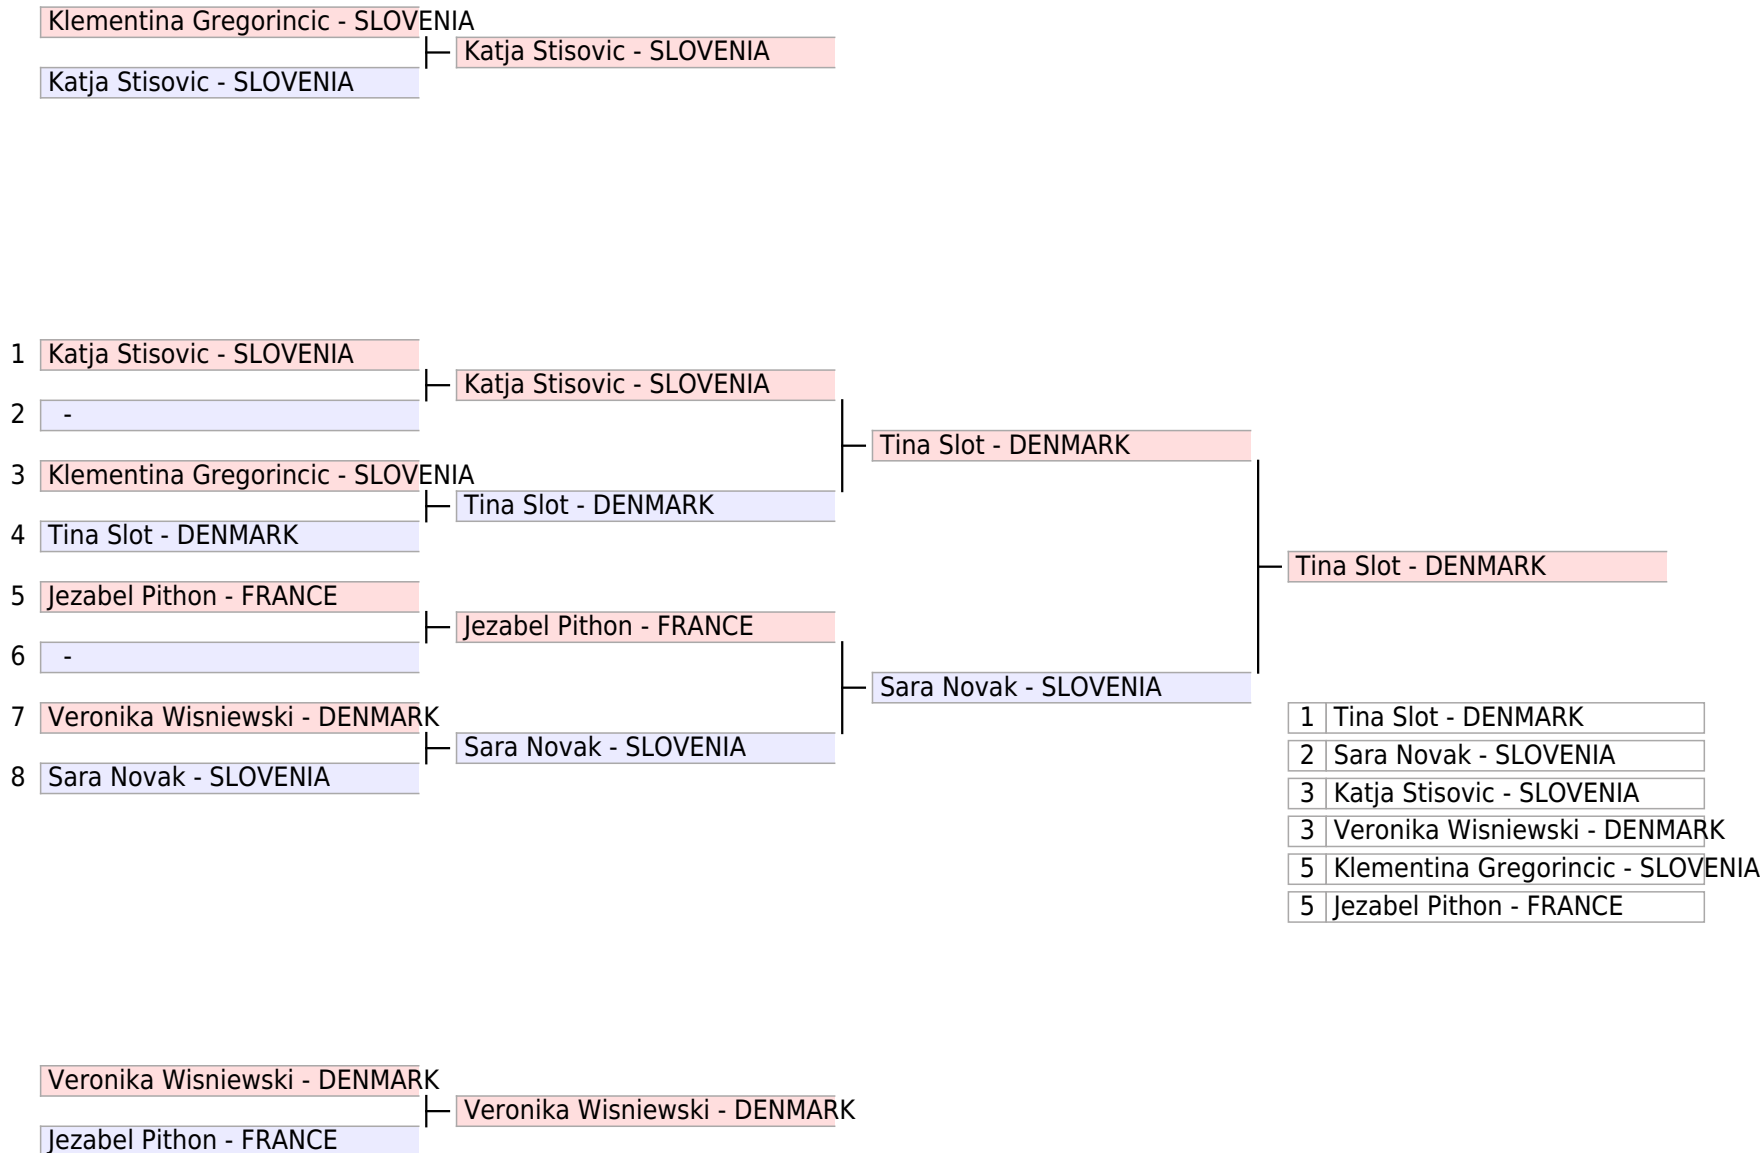 Klementina Gregorincic - SLOVENIA
Katja Stisovic - SLOVENIA
Katja Stisovic - SLOVENIA
1 Katja Stisovic - SLOVENIA
Katja Stisovic - SLOVENIA
2 -
Tina Slot - DENMARK
3 Klementina Gregorincic - SLOVENIA
Tina Slot - DENMARK
4 Tina Slot - DENMARK
Tina Slot - DENMARK
5 Jezabel Pithon - FRANCE
Jezabel Pithon - FRANCE
6 -
Sara Novak - SLOVENIA
7 Veronika Wisniewski - DENMARK
Sara Novak - SLOVENIA
8 Sara Novak - SLOVENIA
1 Tina Slot - DENMARK
2 Sara Novak - SLOVENIA
3 Katja Stisovic - SLOVENIA
3 Veronika Wisniewski - DENMARK
5 Klementina Gregorincic - SLOVENIA
5 Jezabel Pithon - FRANCE
Veronika Wisniewski - DENMARK
Veronika Wisniewski - DENMARK
Jezabel Pithon - FRANCE